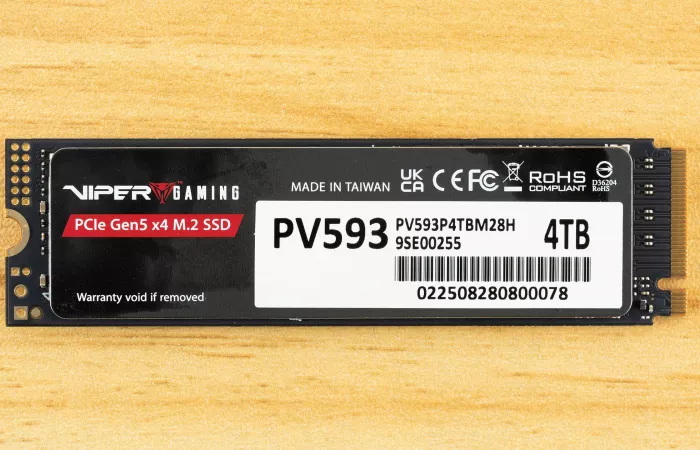 VIPER GAMING
PCIe Gen5 x4 M.2 SSD
Warranty void if removed
MADE IN TAIWAN
UK CA CE FC RoHS COMPLIANT
D36204
RoHS
PV593
PV593P4TBM28H
9SE00255
4TB
022508280800078